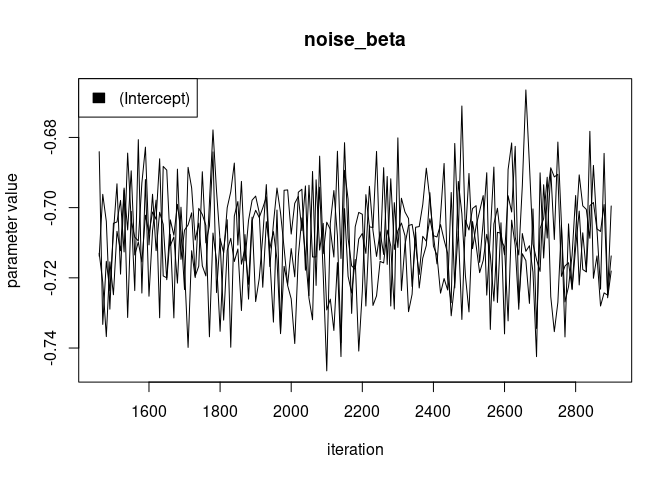 noise_beta
(Intercept)
parameter value
-0.68
-0.70
-0.72
-0.74
1600 1800 2000 2200 2400 2600 2800
iteration